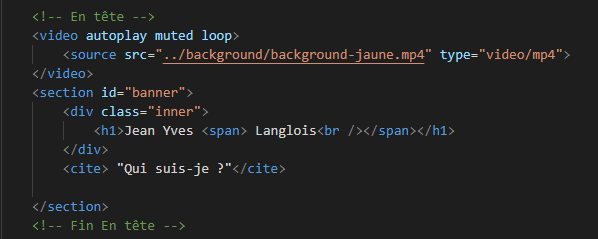 <!-- En tête -->
<video autoplay muted loop>
<source src="../background/background-jaune.mp4" type="video/mp4">
</video>
<section id="banner">
<div class="inner">
<h1>Jean Yves <span> Langlois<br /></span></h1>
</div>
<cite> "Qui suis-je ?"</cite>
</section>
<!-- Fin En tête -->